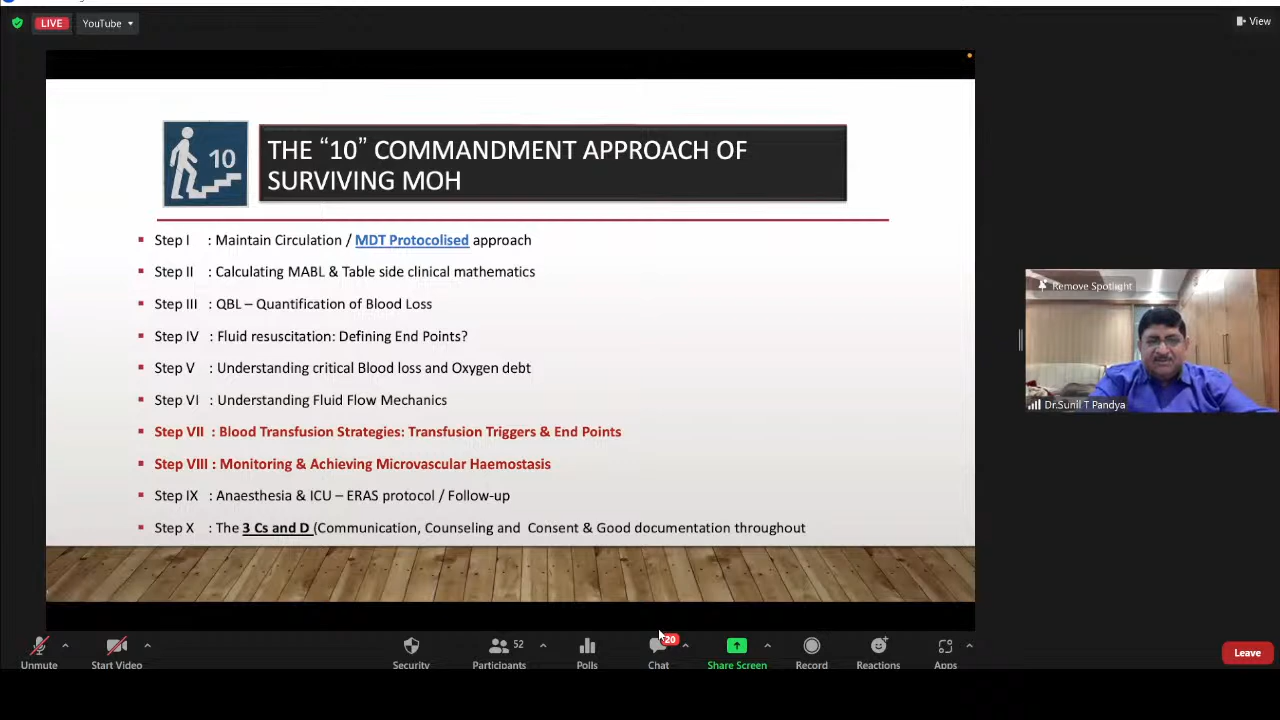 LIVE
YouTube
View
10
THE “10” COMMANDMENT APPROACH OF
SURVIVING MOH
Step I : Maintain Circulation / MDT Protocolised approach
Step II : Calculating MABL & Table side clinical mathematics
Step III : QBL – Quantification of Blood Loss
Step IV : Fluid resuscitation: Defining End Points?
Step V : Understanding critical Blood loss and Oxygen debt
Step VI : Understanding Fluid Flow Mechanics
Step VII : Blood Transfusion Strategies: Transfusion Triggers & End Points
Step VIII : Monitoring & Achieving Microvascular Haemostasis
Step IX : Anaesthesia & ICU – ERAS protocol / Follow-up
Step X : The 3 Cs and D (Communication, Counseling and Consent & Good documentation throughout
Remove Spotlight
Dr.Sunil T Pandya
52
20
Unmute
Start Video
Security
Participants
Polls
Chat
Share Screen
Record
Reactions
Apps
Leave